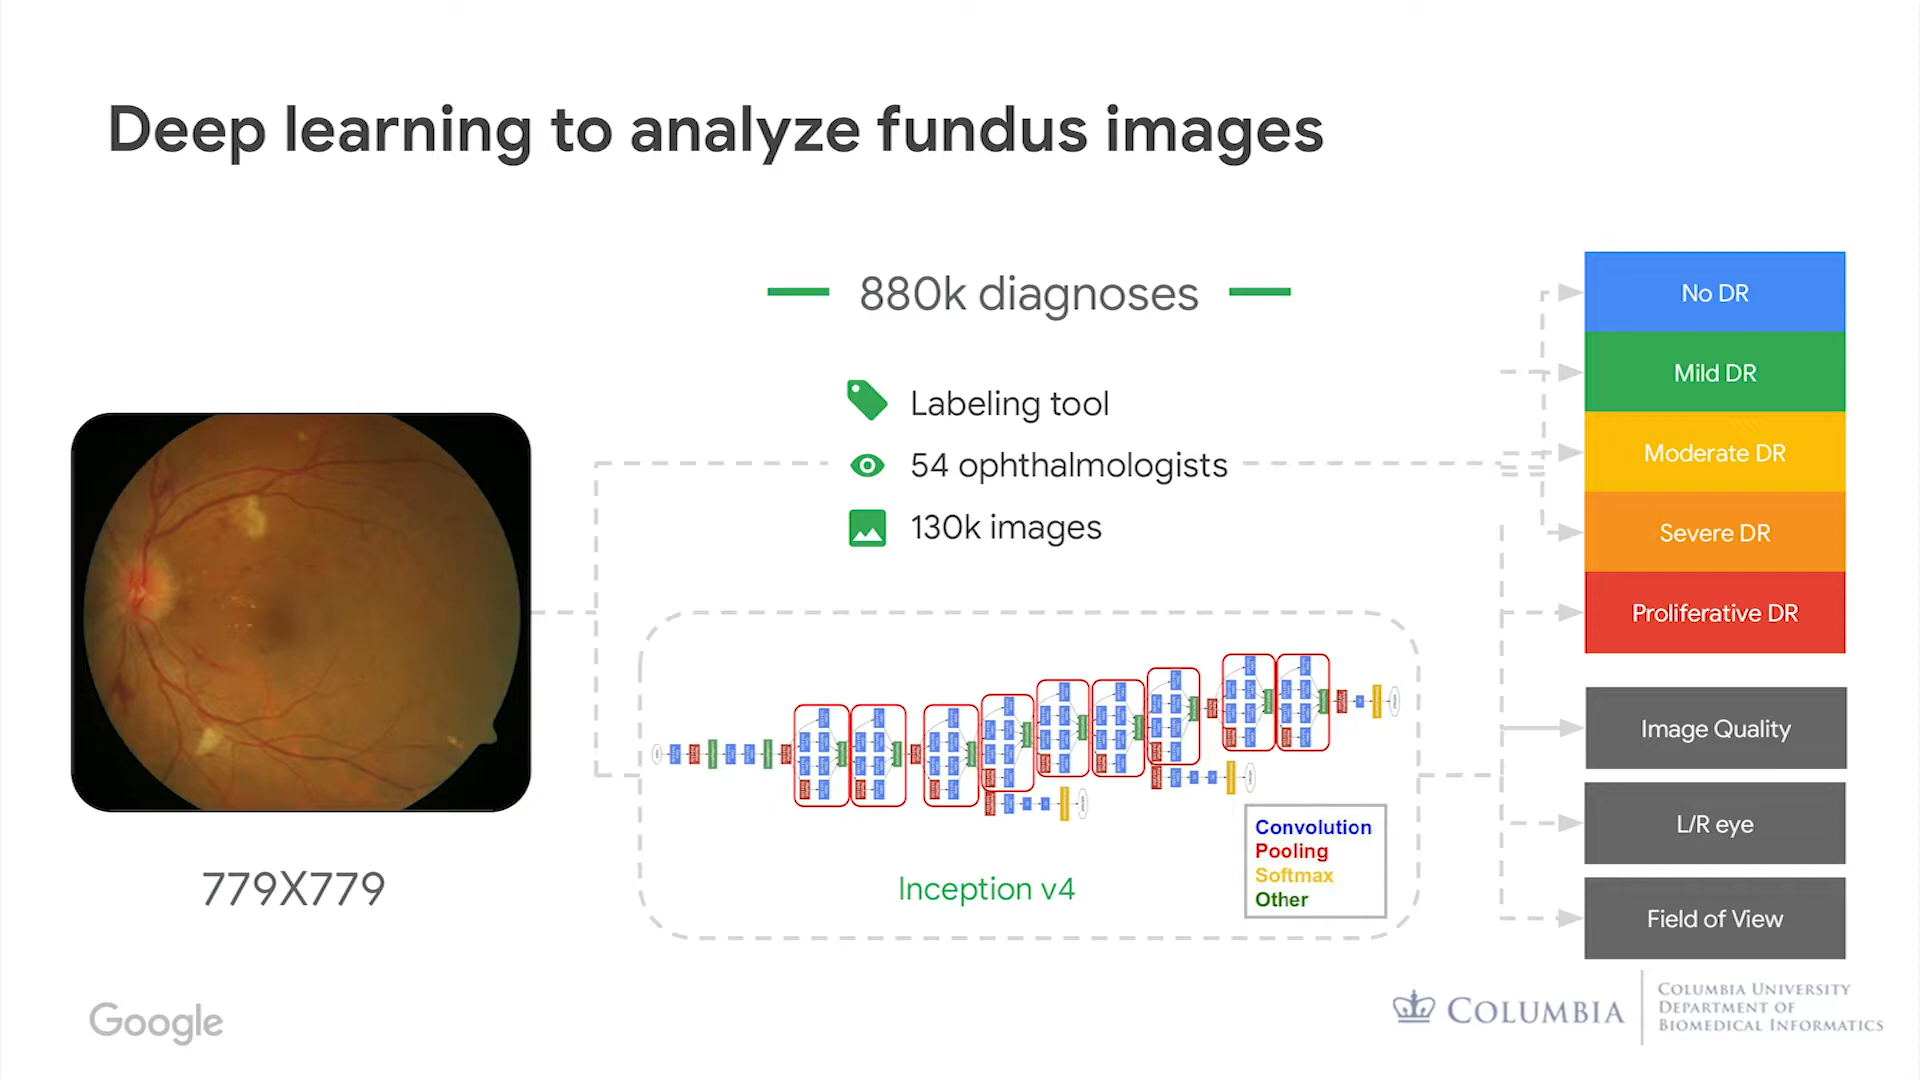 Deep learning to analyze fundus images
880k diagnoses
Labeling tool
54 ophthalmologists
130k images
779X779
Inception v4
Convolution
Pooling
Softmax
Other
No DR
Mild DR
Moderate DR
Severe DR
Proliferative DR
Image Quality
L/R eye
Field of View
Google
COLUMBIA
COLUMBIA UNIVERSITY
DEPARTMENT OF
BIOMEDICAL INFORMATICS